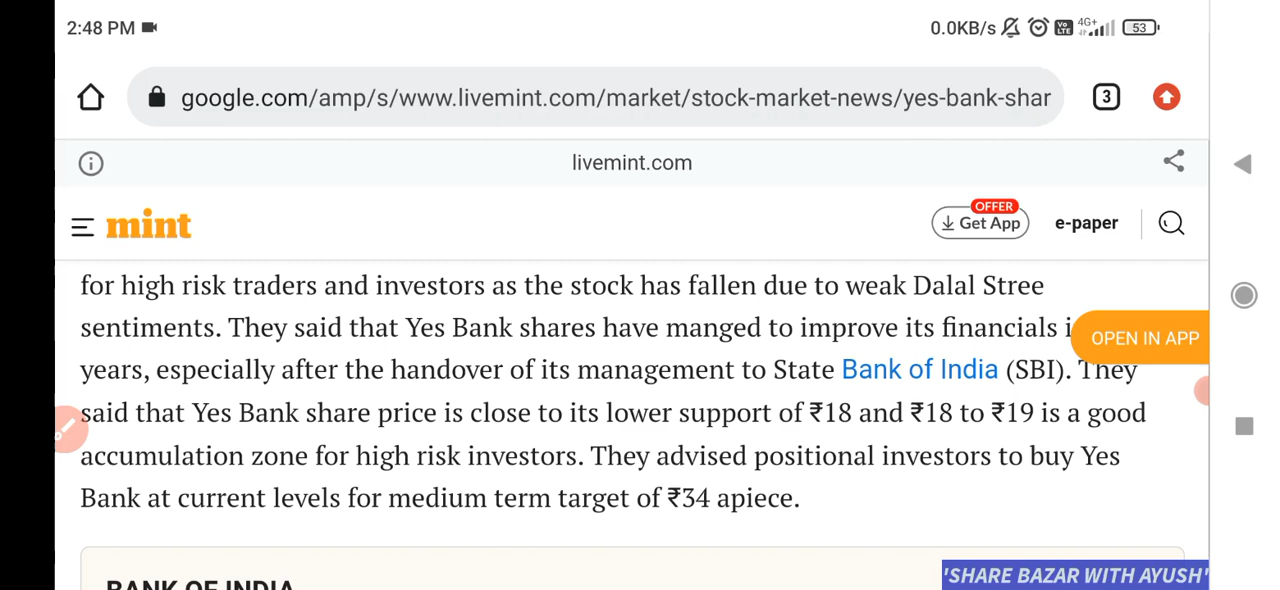 2:48 PM
0.0KB/s
Vo LTE
4G+
53
google.com/amp/s/www.livemint.com/market/stock-market-news/yes-bank-shar
3
livemint.com
mint
OFFER
Get App
e-paper
for high risk traders and investors as the stock has fallen due to weak Dalal Stree
sentiments. They said that Yes Bank shares have manged to improve its financials i
OPEN IN APP
years, especially after the handover of its management to State Bank of India (SBI). They
said that Yes Bank share price is close to its lower support of ₹18 and ₹18 to ₹19 is a good
accumulation zone for high risk investors. They advised positional investors to buy Yes
Bank at current levels for medium term target of ₹34 apiece.
BANK OF INDIA
'SHARE BAZAR WITH AYUSH'